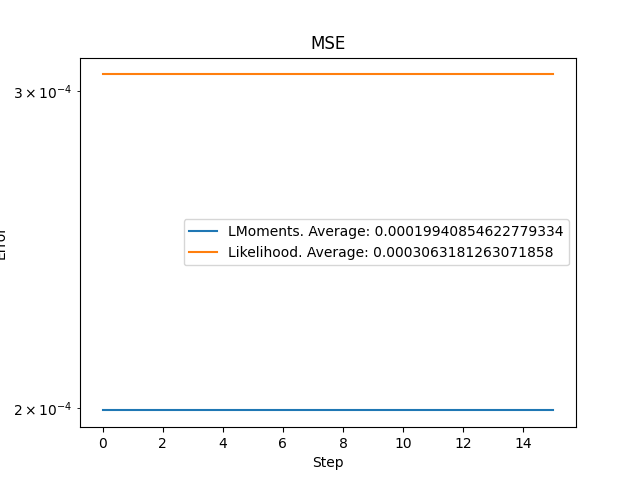 MSE
3 × 10⁻⁴
Error
LMoments. Average: 0.00019940854622779334
Likelihood. Average: 0.0003063181263071858
2 × 10⁻⁴
0 2 4 6 8 10 12 14
Step